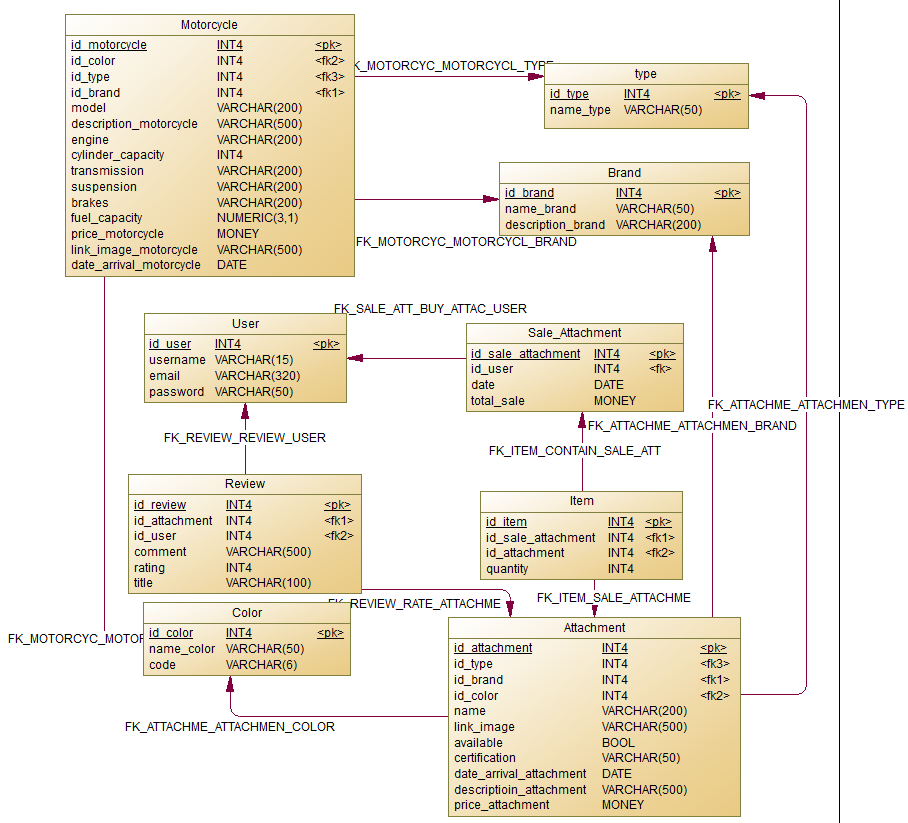 Motorcycle
id_motorcycle INT4 <pk>
id_color INT4 <fk2>
id_type INT4 <fk3>
id_brand INT4 <fk1>
model VARCHAR(200)
description_motorcycle VARCHAR(500)
engine VARCHAR(200)
cylinder_capacity INT4
transmission VARCHAR(200)
suspension VARCHAR(200)
brakes VARCHAR(200)
fuel_capacity NUMERIC(3,1)
price_motorcycle MONEY
link_image_motorcycle VARCHAR(500)
date_arrival_motorcycle DATE
K_MOTORCYC_MOTORCYCL_TYPE
type
id_type INT4 <pk>
name_type VARCHAR(50)
Brand
id_brand INT4 <pk>
name_brand VARCHAR(50)
description_brand VARCHAR(200)
FK_MOTORCYC_MOTORCYCL_BRAND
FK_SALE_ATT_BUY_ATTAC_USER
User
id_user INT4 <pk>
username VARCHAR(15)
email VARCHAR(320)
password VARCHAR(50)
Sale_Attachment
id_sale_attachment INT4 <pk>
id_user INT4 <fk>
date DATE
total_sale MONEY
FK_ATTACHME_ATTACHMEN_TYPE
FK_ATTACHME_ATTACHMEN_BRAND
FK_REVIEW_REVIEW_USER
FK_ITEM_CONTAIN_SALE_ATT
Review
id_review INT4 <pk>
id_attachment INT4 <fk1>
id_user INT4 <fk2>
comment VARCHAR(500)
rating INT4
title VARCHAR(100)
Item
id_item INT4 <pk>
id_sale_attachment INT4 <fk1>
id_attachment INT4 <fk2>
quantity INT4
FK_REVIEW_RATE_ATTACHME
FK_ITEM_SALE_ATTACHME
Color
id_color INT4 <pk>
name_color VARCHAR(50)
code VARCHAR(6)
FK_MOTORCYC_MOTOR
Attachment
id_attachment INT4 <pk>
id_type INT4 <fk3>
id_brand INT4 <fk1>
id_color INT4 <fk2>
name VARCHAR(200)
link_image VARCHAR(500)
available BOOL
certification VARCHAR(50)
date_arrival_attachment DATE
descriptioin_attachment VARCHAR(500)
price_attachment MONEY
FK_ATTACHME_ATTACHMEN_COLOR